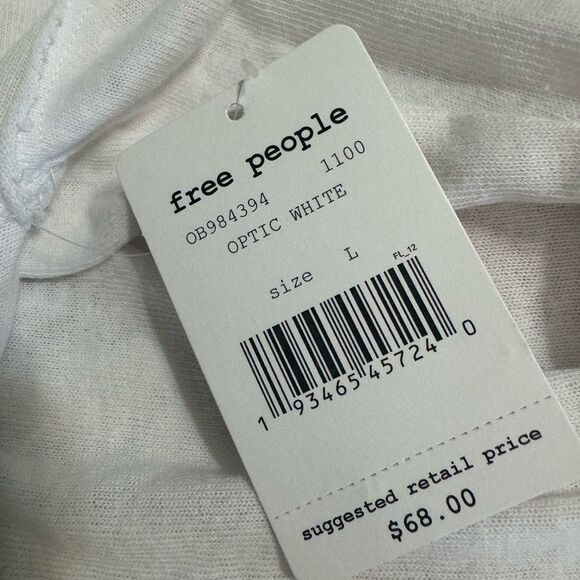 free people
OB984394 1100
OPTIC WHITE
size L
FL_12
1 93465 45724 0
suggested retail price
$68.00